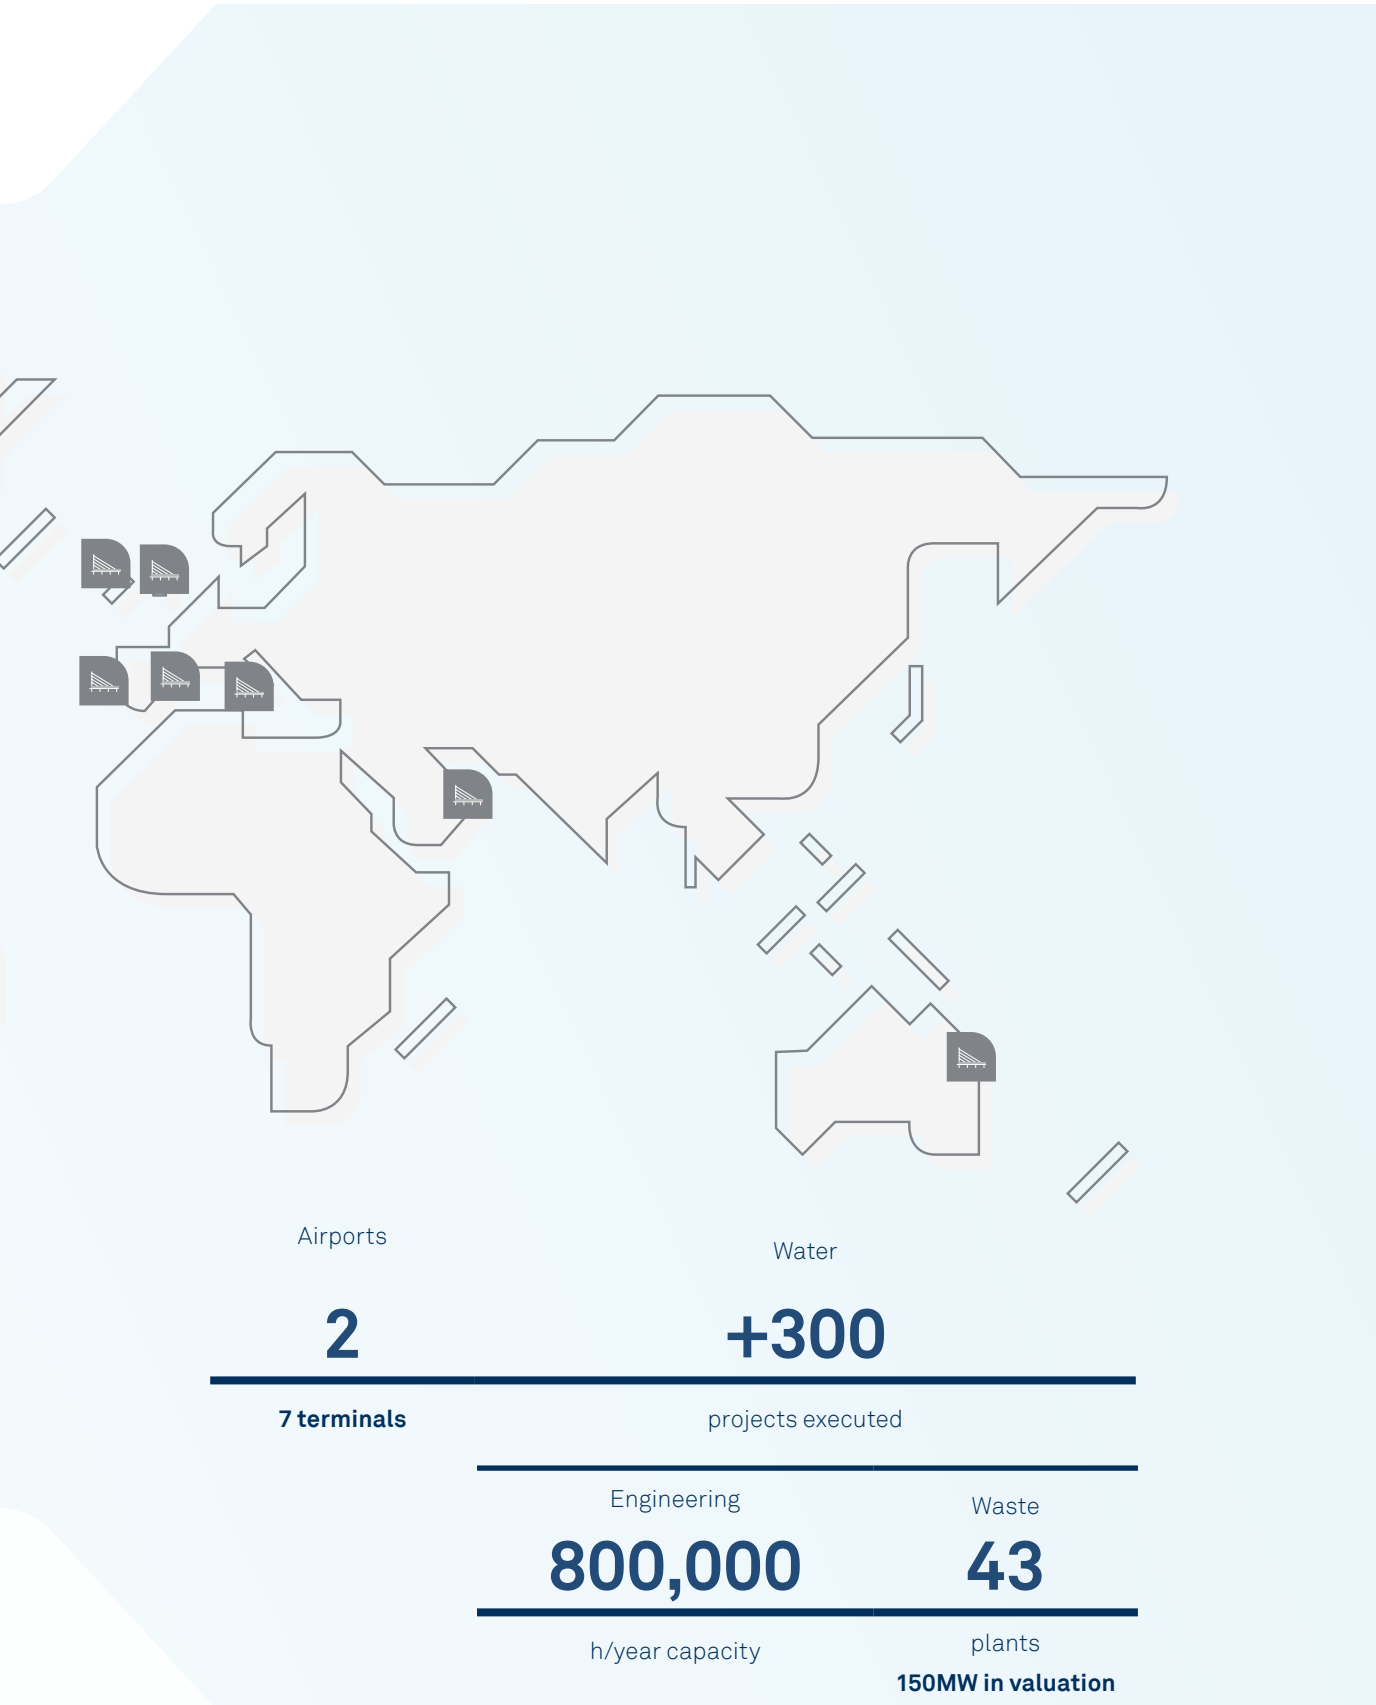 Airports
2
7 terminals
Water
+300
projects executed
Engineering
800,000
h/year capacity
Waste
43
plants
150MW in valuation